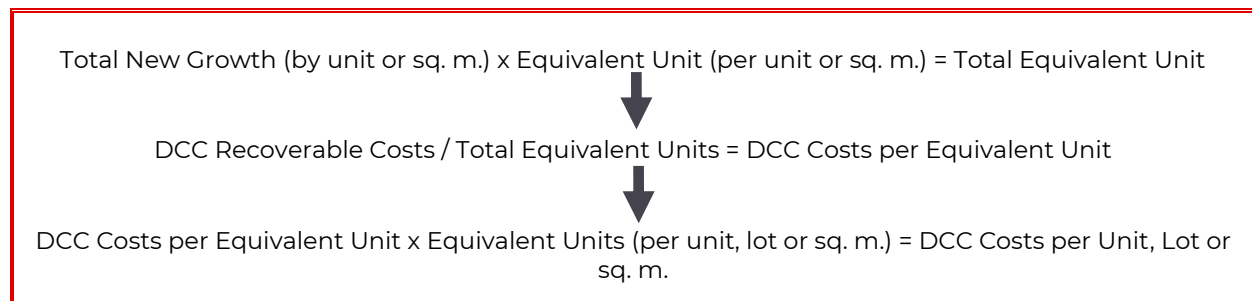 Total New Growth (by unit or sq. m.) x Equivalent Unit (per unit or sq. m.) = Total Equivalent Unit
DCC Recoverable Costs / Total Equivalent Units = DCC Costs per Equivalent Unit
DCC Costs per Equivalent Unit x Equivalent Units (per unit, lot or sq. m.) = DCC Costs per Unit, Lot or
sq. m.